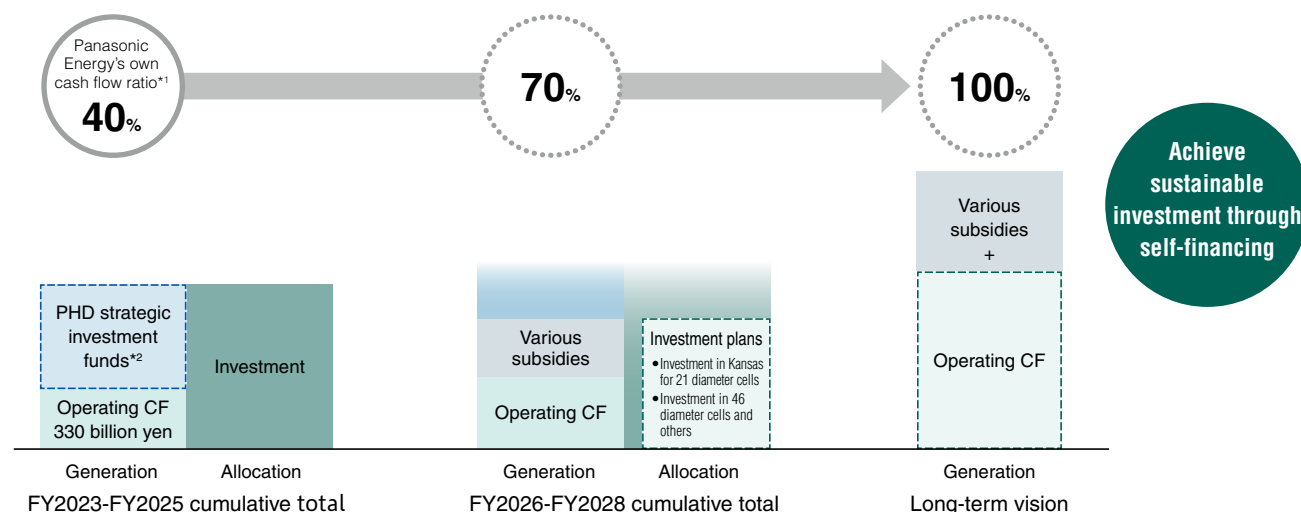 Panasonic
Energy's own
cash flow ratio*1
40%
70%
100%
Achieve
sustainable
investment through
self-financing
PHD strategic
investment
funds*2
Operating CF
330 billion yen
Investment
Various
subsidies
Operating CF
Investment plans
●Investment in Kansas
for 21 diameter cells
●Investment in 46
diameter cells and
others
Various
subsidies
+
Operating CF
Generation
Allocation
Generation
Allocation
Generation
FY2023-FY2025 cumulative total
FY2026-FY2028 cumulative total
Long-term vision